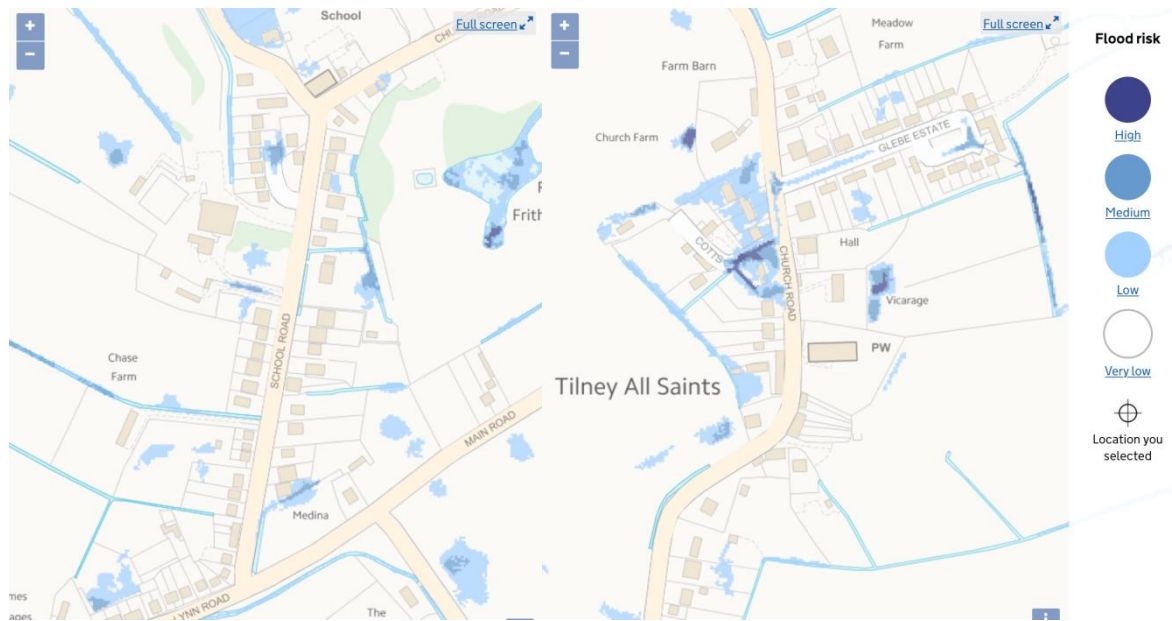 +
−
School
Full screen
CHU
Frith
Chase
Farm
SCHOOL ROAD
MAIN ROAD
Medina
LYNN ROAD
The
mes
ages
+
−
Full screen
Meadow
Farm
Farm Barn
Church Farm
GLEBE ESTATE
COTTS
Hall
CHURCH ROAD
Vicarage
PW
Tilney All Saints
i
Flood risk
High
Medium
Low
Very low
Location you
selected